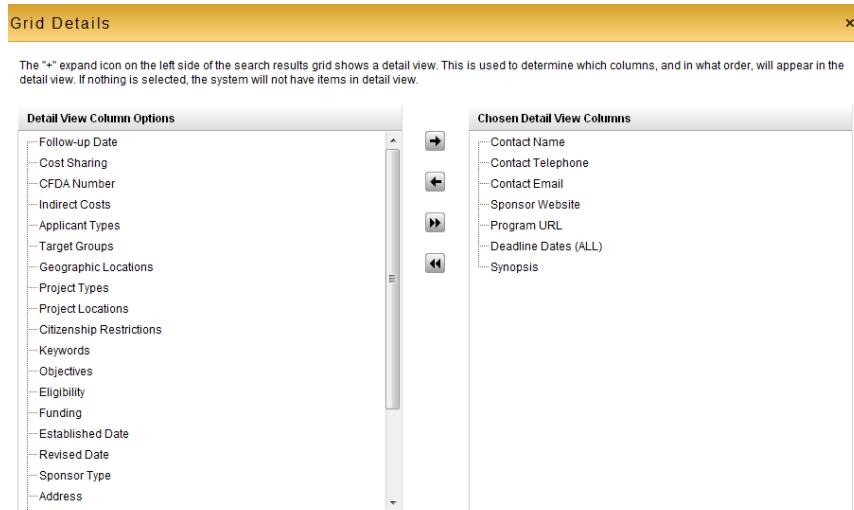 Grid Details
The "+" expand icon on the left side of the search results grid shows a detail view. This is used to determine which columns, and in what order, will appear in the
detail view. If nothing is selected, the system will not have items in detail view.
Detail View Column Options
Follow-up Date
Cost Sharing
CFDA Number
Indirect Costs
Applicant Types
Target Groups
Geographic Locations
Project Types
Project Locations
Citizenship Restrictions
Keywords
Objectives
Eligibility
Funding
Established Date
Revised Date
Sponsor Type
Address
Chosen Detail View Columns
Contact Name
Contact Telephone
Contact Email
Sponsor Website
Program URL
Deadline Dates (ALL)
Synopsis